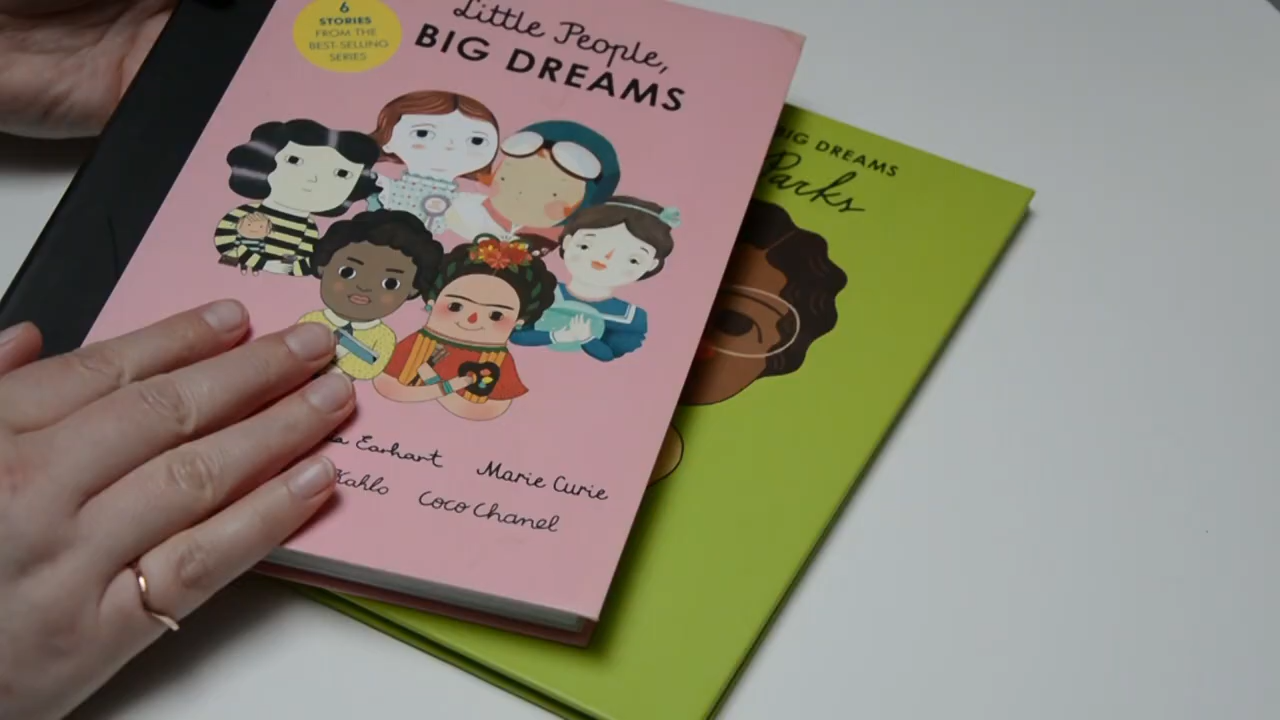 6
STORIES
FROM THE
BEST-SELLING
SERIES
Little People,
BIG DREAMS
Earhart Marie Curie
Kahlo Coco Chanel
BIG DREAMS
Parks